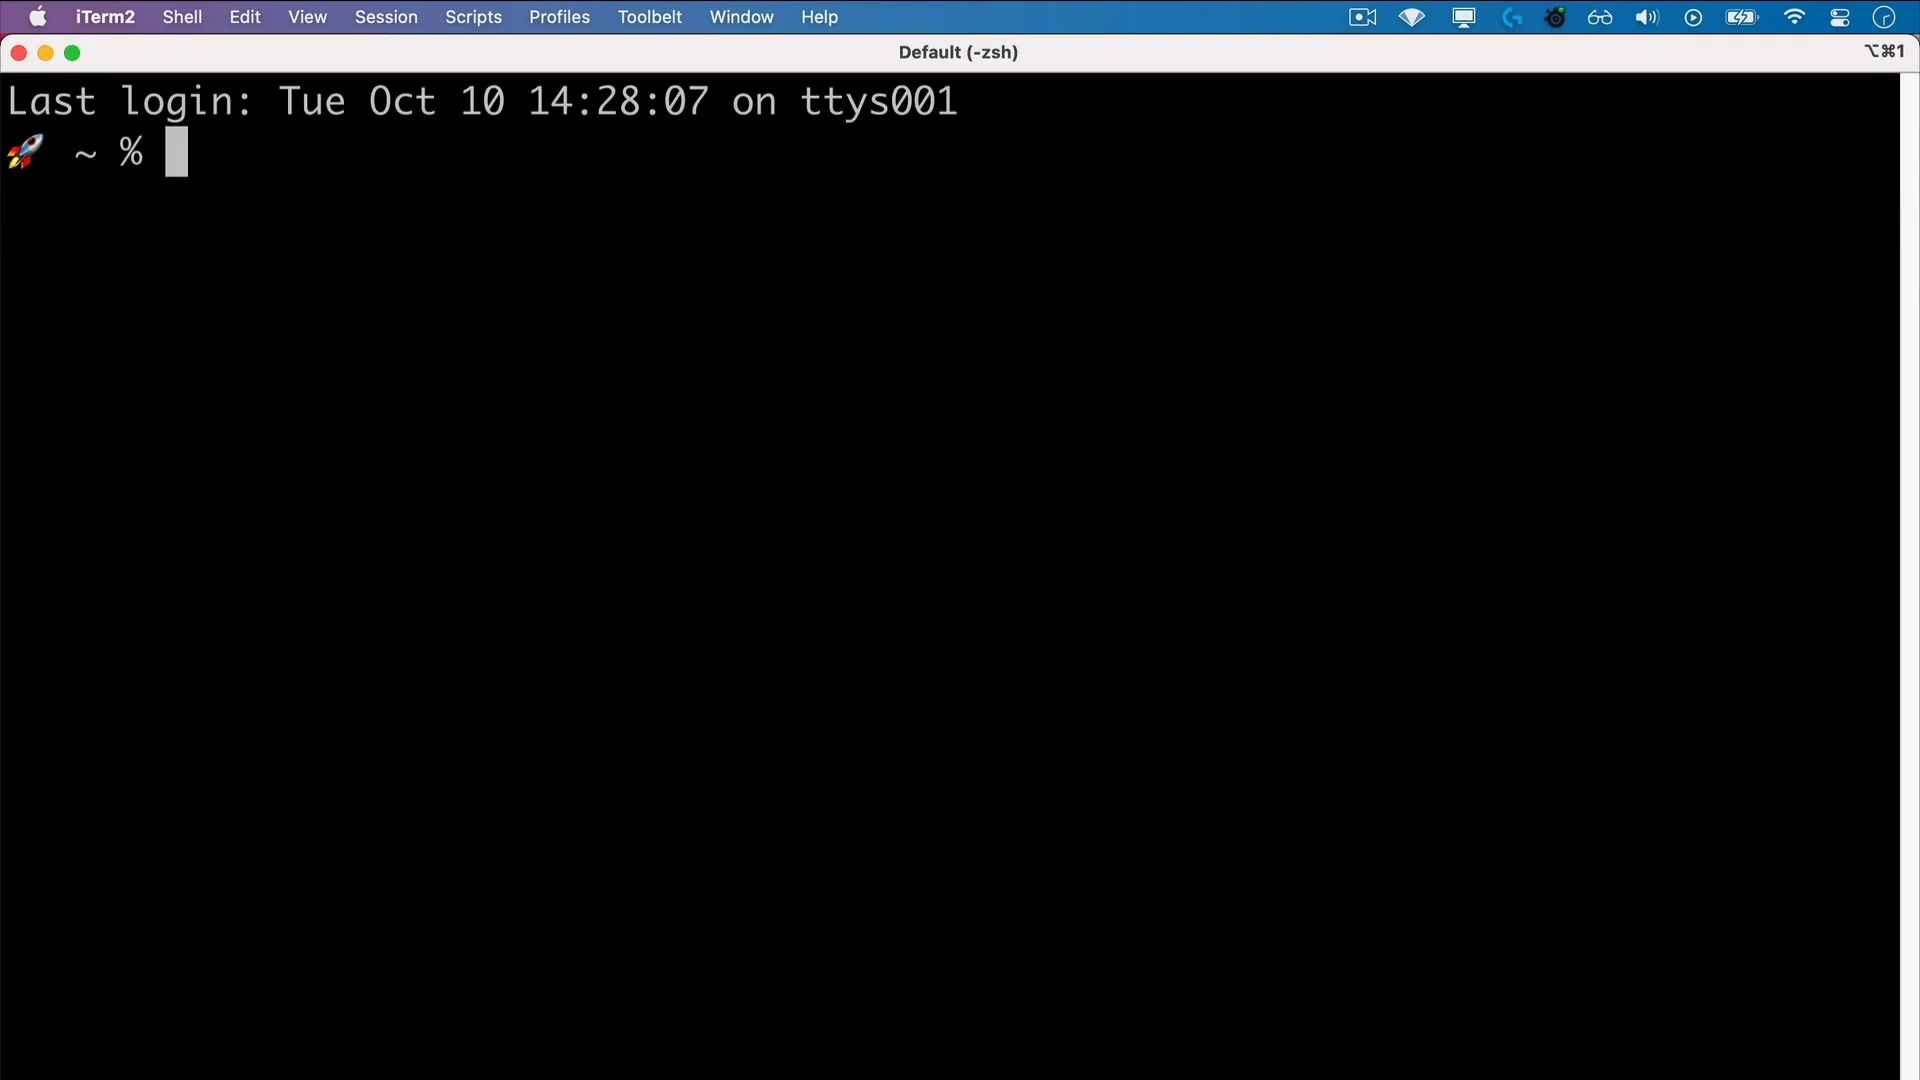 iTerm2 Shell Edit View Session Scripts Profiles Toolbelt Window Help
Default (-zsh) ⌥⌘1
Last login: Tue Oct 10 14:28:07 on ttys001
🚀 ~ %